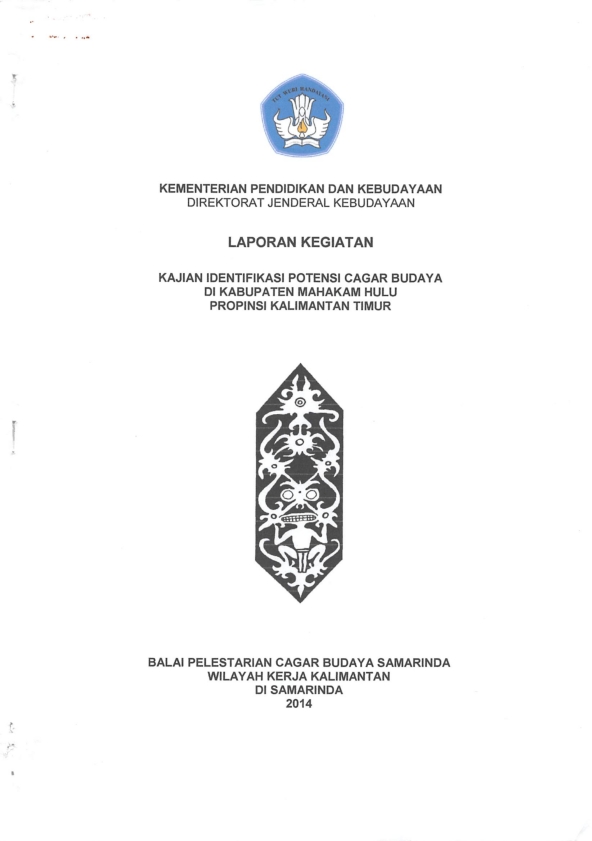 TUT WURI HANDAYANI
KEMENTERIAN PENDIDIKAN DAN KEBUDAYAAN
DIREKTORAT JENDERAL KEBUDAYAAN
LAPORAN KEGIATAN
KAJIAN IDENTIFIKASI POTENSI CAGAR BUDAYA
DI KABUPATEN MAHAKAM HULU
PROPINSI KALIMANTAN TIMUR
BALAI PELESTARIAN CAGAR BUDAYA SAMARINDA
WILAYAH KERJA KALIMANTAN
DI SAMARINDA
2014